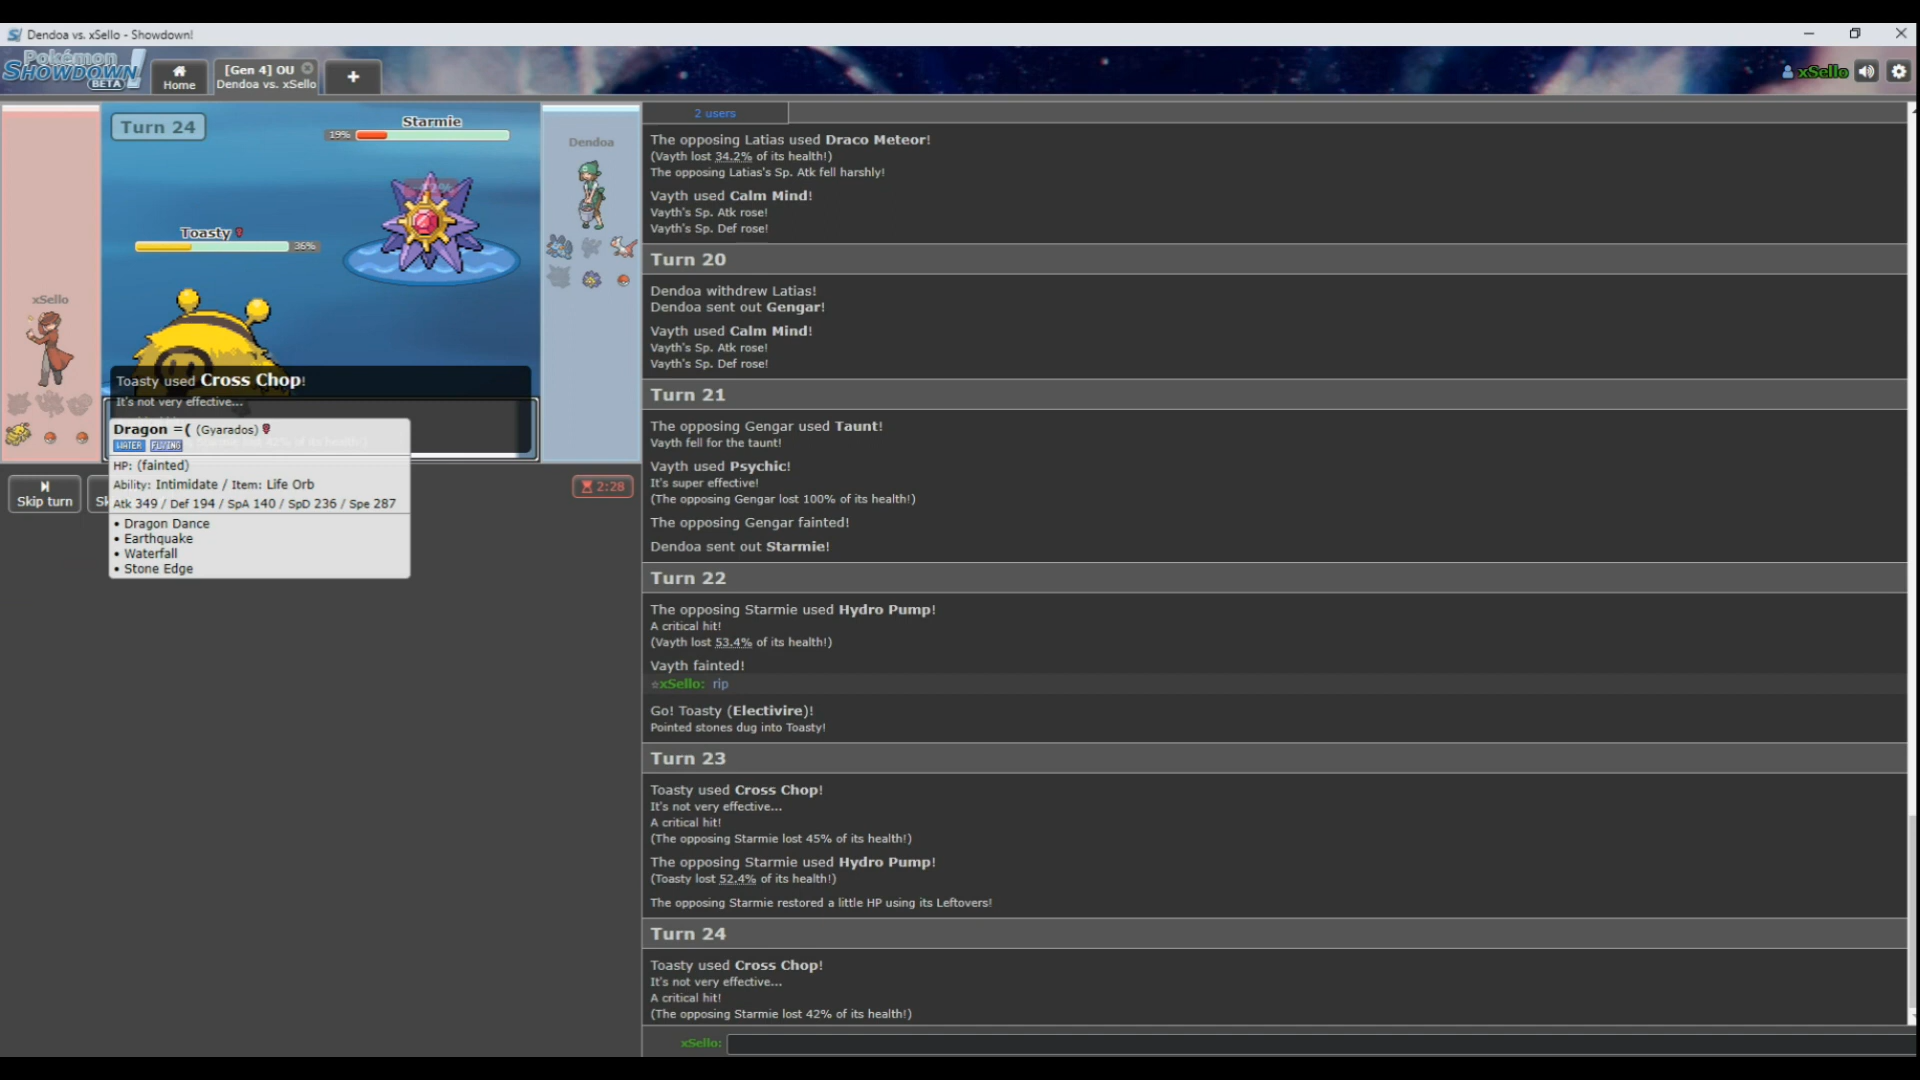 Dendoa vs. xSello - Showdown!
Pokémon
SHOWDOWN!
BETA
Home
[Gen 4] OU
Dendoa vs. xSello
xSello
Turn 24
Starmie
19%
Toasty
36%
Dendoa
xSello
Toasty used Cross Chop!
It's not very effective...
Dragon =( (Gyarados)
WATER FLYING
HP: (fainted)
Ability: Intimidate / Item: Life Orb
Atk 349 / Def 194 / SpA 140 / SpD 236 / Spe 287
• Dragon Dance
• Earthquake
• Waterfall
• Stone Edge
Skip turn
2:28
2 users
The opposing Latias used Draco Meteor!
(Vayth lost 34.2% of its health!)
The opposing Latias's Sp. Atk fell harshly!
Vayth used Calm Mind!
Vayth's Sp. Atk rose!
Vayth's Sp. Def rose!
Turn 20
Dendoa withdrew Latias!
Dendoa sent out Gengar!
Vayth used Calm Mind!
Vayth's Sp. Atk rose!
Vayth's Sp. Def rose!
Turn 21
The opposing Gengar used Taunt!
Vayth fell for the taunt!
Vayth used Psychic!
It's super effective!
(The opposing Gengar lost 100% of its health!)
The opposing Gengar fainted!
Dendoa sent out Starmie!
Turn 22
The opposing Starmie used Hydro Pump!
A critical hit!
(Vayth lost 53.4% of its health!)
Vayth fainted!
☆xSello: rip
Go! Toasty (Electivire)!
Pointed stones dug into Toasty!
Turn 23
Toasty used Cross Chop!
It's not very effective...
A critical hit!
(The opposing Starmie lost 45% of its health!)
The opposing Starmie used Hydro Pump!
(Toasty lost 52.4% of its health!)
The opposing Starmie restored a little HP using its Leftovers!
Turn 24
Toasty used Cross Chop!
It's not very effective...
A critical hit!
(The opposing Starmie lost 42% of its health!)
xSello: